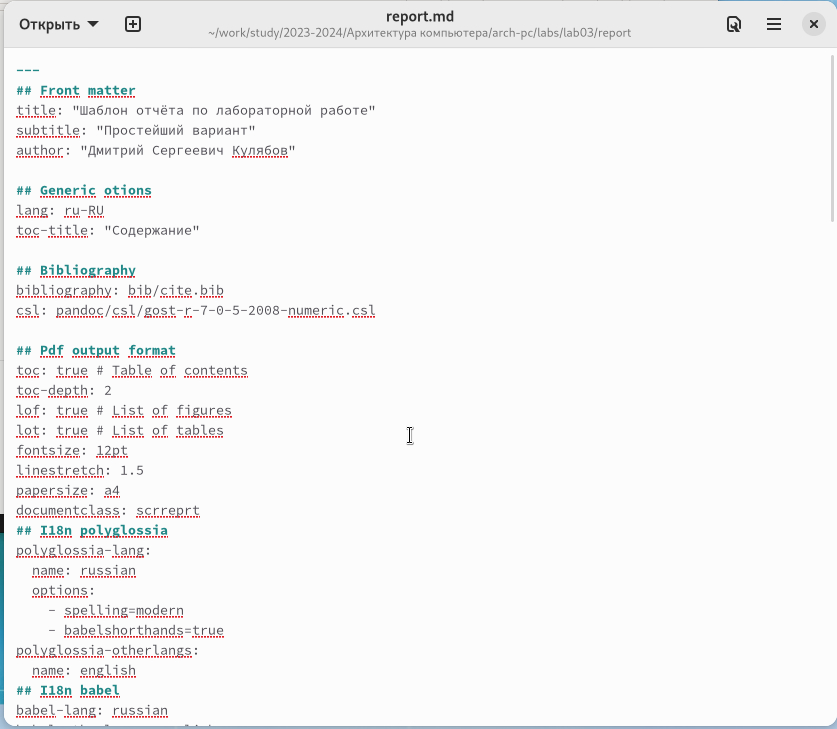 Открыть
report.md
~/work/study/2023-2024/Архитектура компьютера/arch-pc/labs/lab03/report
---
## Front matter
title: "Шаблон отчёта по лабораторной работе"
subtitle: "Простейший вариант"
author: "Дмитрий Сергеевич Кулябов"

## Generic otions
lang: ru-RU
toc-title: "Содержание"

## Bibliography
bibliography: bib/cite.bib
csl: pandoc/csl/gost-r-7-0-5-2008-numeric.csl

## Pdf output format
toc: true # Table of contents
toc-depth: 2
lof: true # List of figures
lot: true # List of tables
fontsize: 12pt
linestretch: 1.5
papersize: a4
documentclass: scrreprt
## I18n polyglossia
polyglossia-lang:
  name: russian
  options:
    - spelling=modern
    - babelshorthands=true
polyglossia-otherlangs:
  name: english
## I18n babel
babel-lang: russian